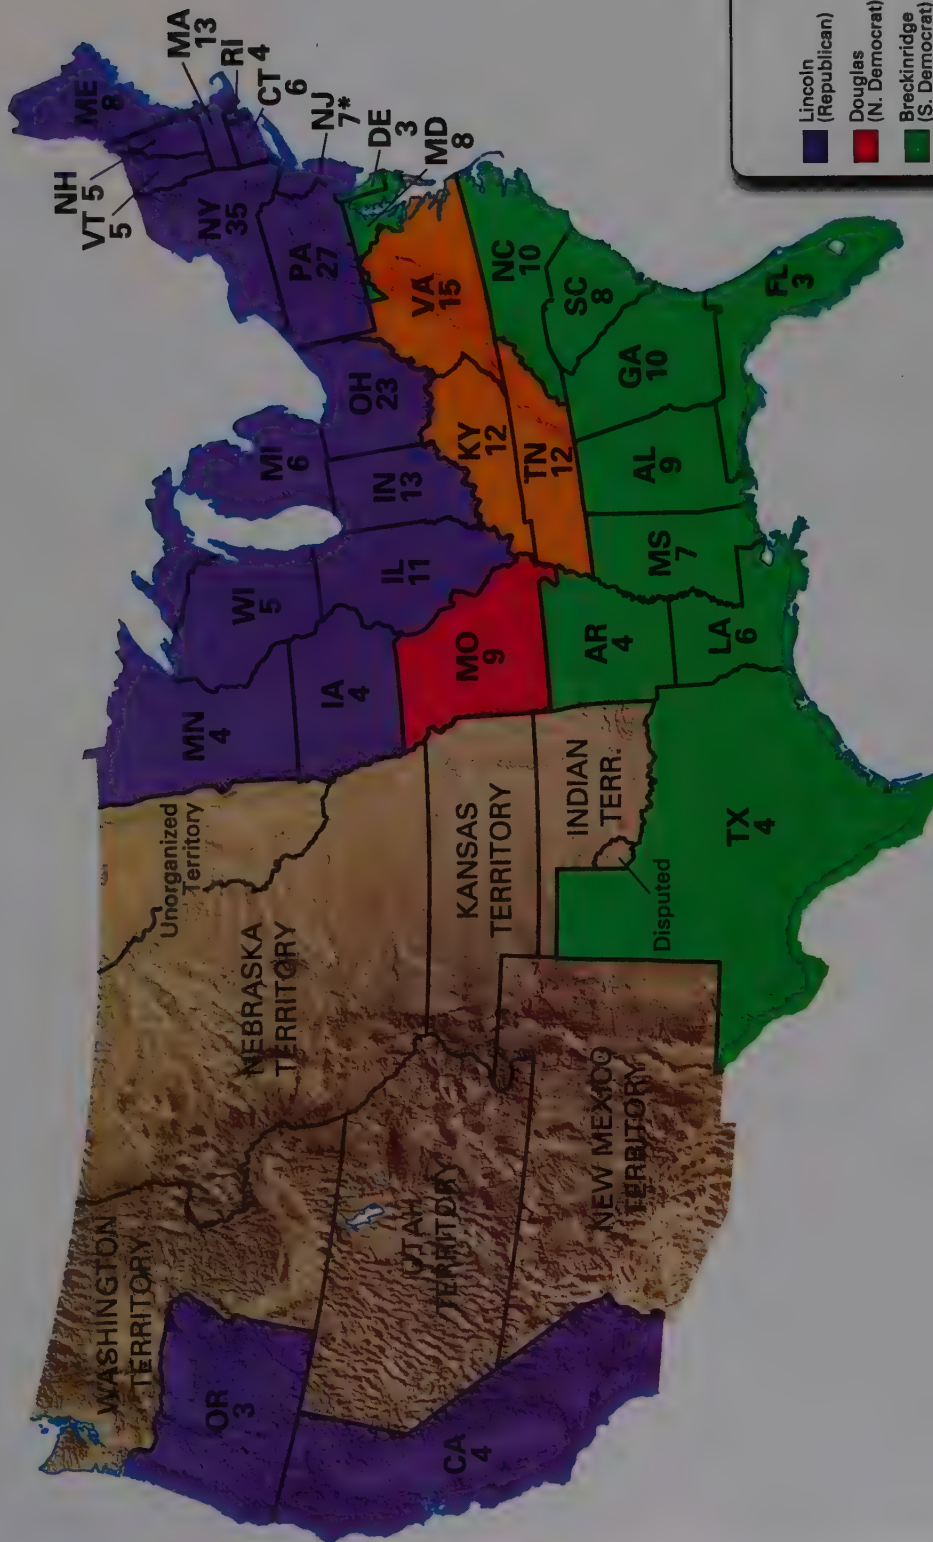 WASHINGTON
TERRITORY
OR
3
CA
4
UTAH
TERRITORY
NEW MEXICO
TERRITORY
NEBRASKA
TERRITORY
Unorganized
Territory
KANSAS
TERRITORY
INDIAN
TERR.
Disputed
TX
4
MN
4
IA
4
MO
9
AR
4
LA
6
WI
5
IL
11
MS
7
MI
6
IN
13
KY
12
TN
12
AL
9
OH
23
GA
10
FL
3
PA
27
VA
15
NC
10
SC
8
NY
35
VT
5
NH
5
ME
8
MA
13
RI
4
CT
6
NJ
7*
DE
3
MD
8
Lincoln
(Republican)
Douglas
(N. Democrat)
Breckinridge
(S. Democrat)